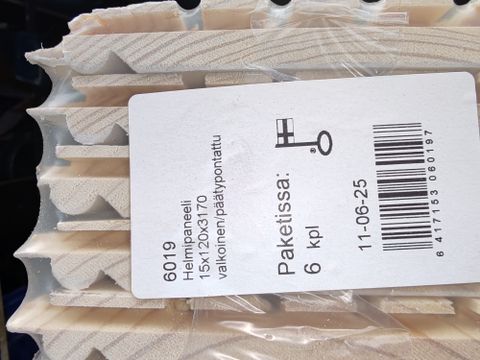 6019
Helmipaneeli
15x120x3170
valkoinen/päätypontattu
Paketissa:
6 kpl
®
11-06-25
6 417153 060197